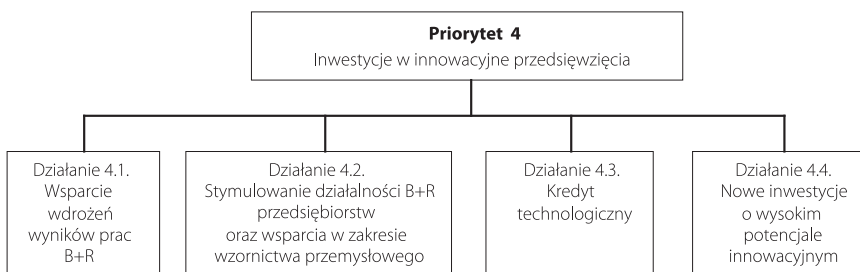 Priorytet 4
Inwestycje w innowacyjne przedsięwzięcia
Działanie 4.1.
Wsparcie
wdrożeń
wyników prac
B+R
Działanie 4.2.
Stymulowanie działalności B+R
przedsiębiorstw
oraz wsparcia w zakresie
wzornictwa przemysłowego
Działanie 4.3.
Kredyt
technologiczny
Działanie 4.4.
Nowe inwestycje
o wysokim
potencjale
innowacyjnym